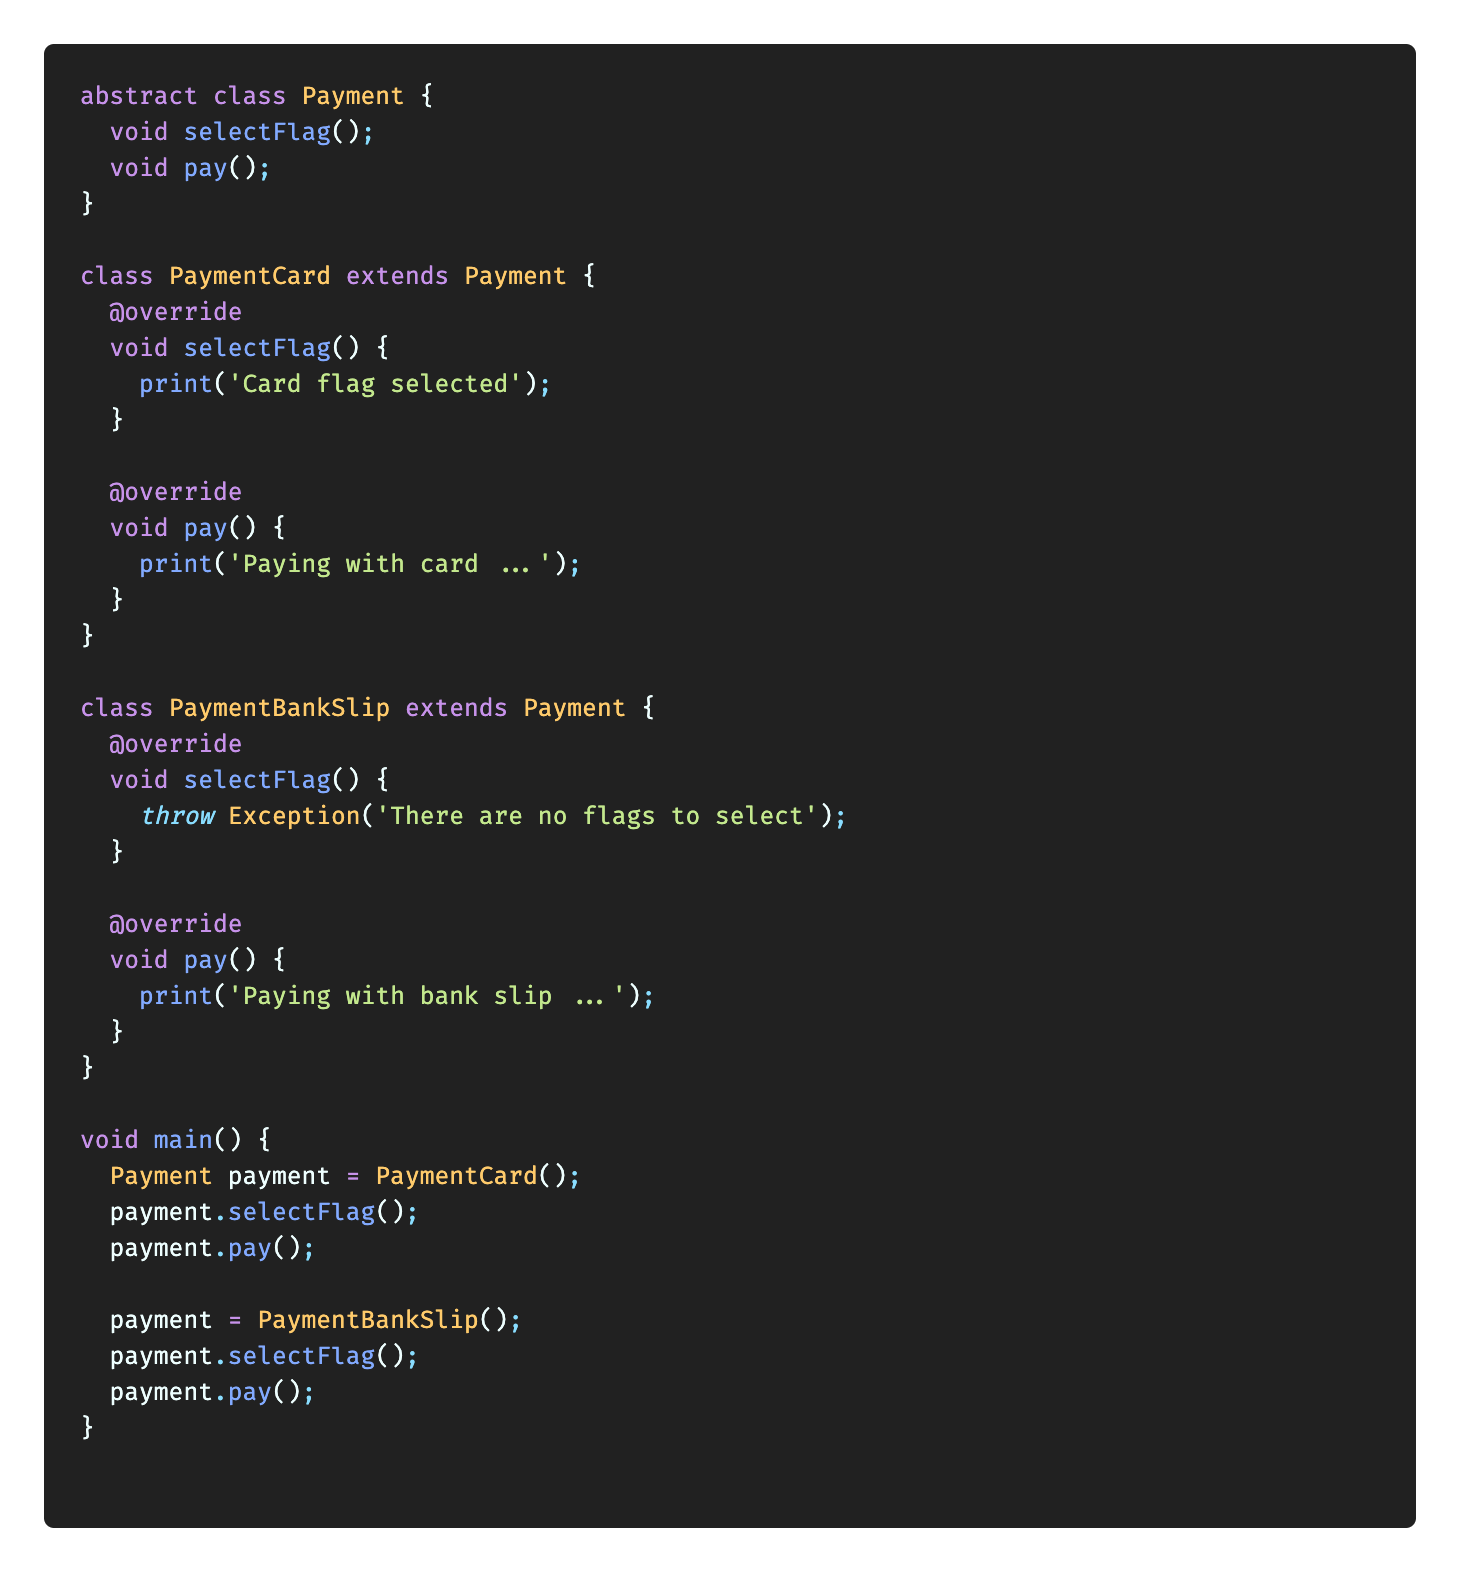 abstract class Payment {
  void selectFlag();
  void pay();
}

class PaymentCard extends Payment {
  @override
  void selectFlag() {
    print('Card flag selected');
  }

  @override
  void pay() {
    print('Paying with card ...');
  }
}

class PaymentBankSlip extends Payment {
  @override
  void selectFlag() {
    throw Exception('There are no flags to select');
  }

  @override
  void pay() {
    print('Paying with bank slip ...');
  }
}

void main() {
  Payment payment = PaymentCard();
  payment.selectFlag();
  payment.pay();

  payment = PaymentBankSlip();
  payment.selectFlag();
  payment.pay();
}